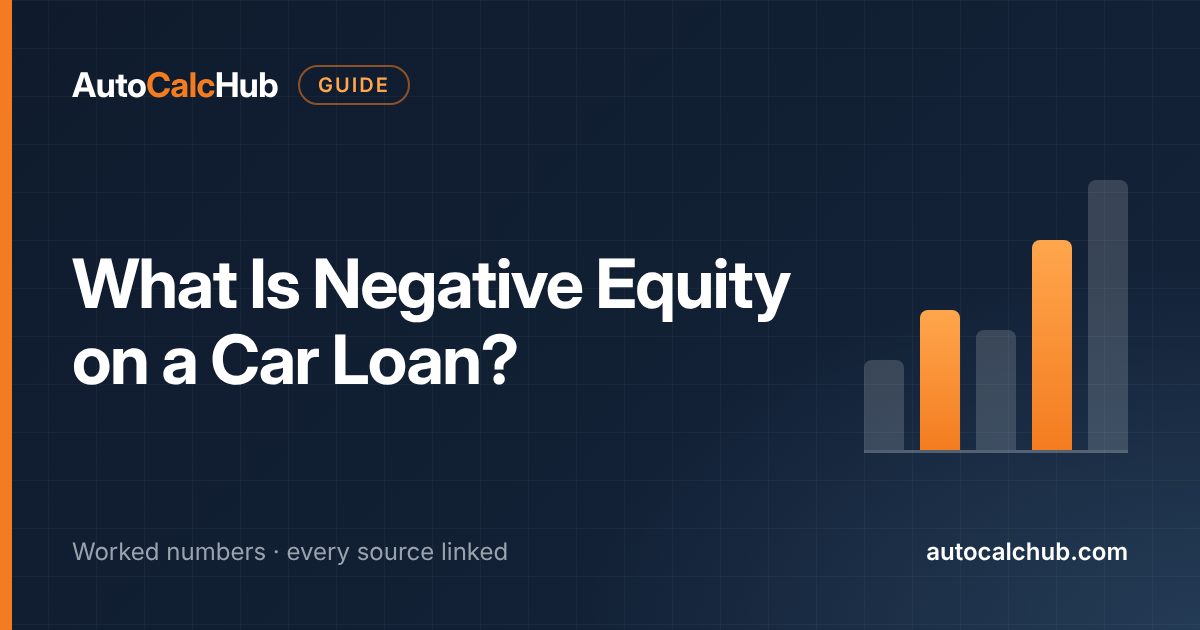 AutoCalcHub
GUIDE
What Is Negative Equity
on a Car Loan?
Worked numbers · every source linked
autocalchub.com